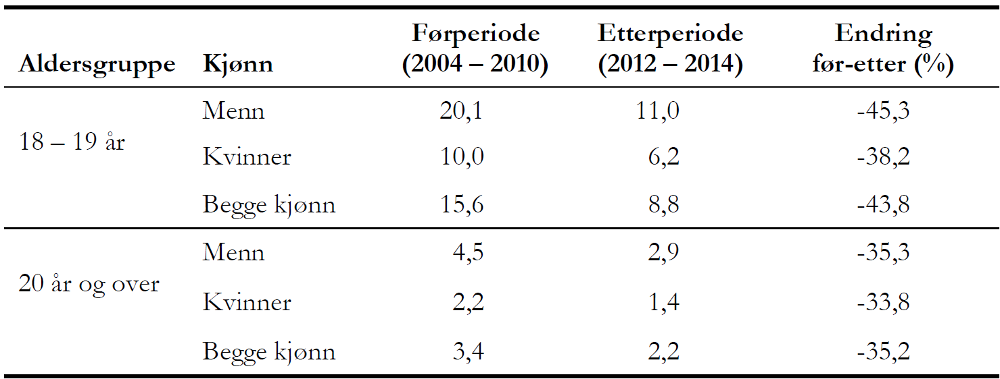 Aldersgruppe Kjønn Førperiode (2004 – 2010) Etterperiode (2012 – 2014) Endring før-etter (%)
18 – 19 år Menn 20,1 11,0 -45,3
Kvinner 10,0 6,2 -38,2
Begge kjønn 15,6 8,8 -43,8
20 år og over Menn 4,5 2,9 -35,3
Kvinner 2,2 1,4 -33,8
Begge kjønn 3,4 2,2 -35,2